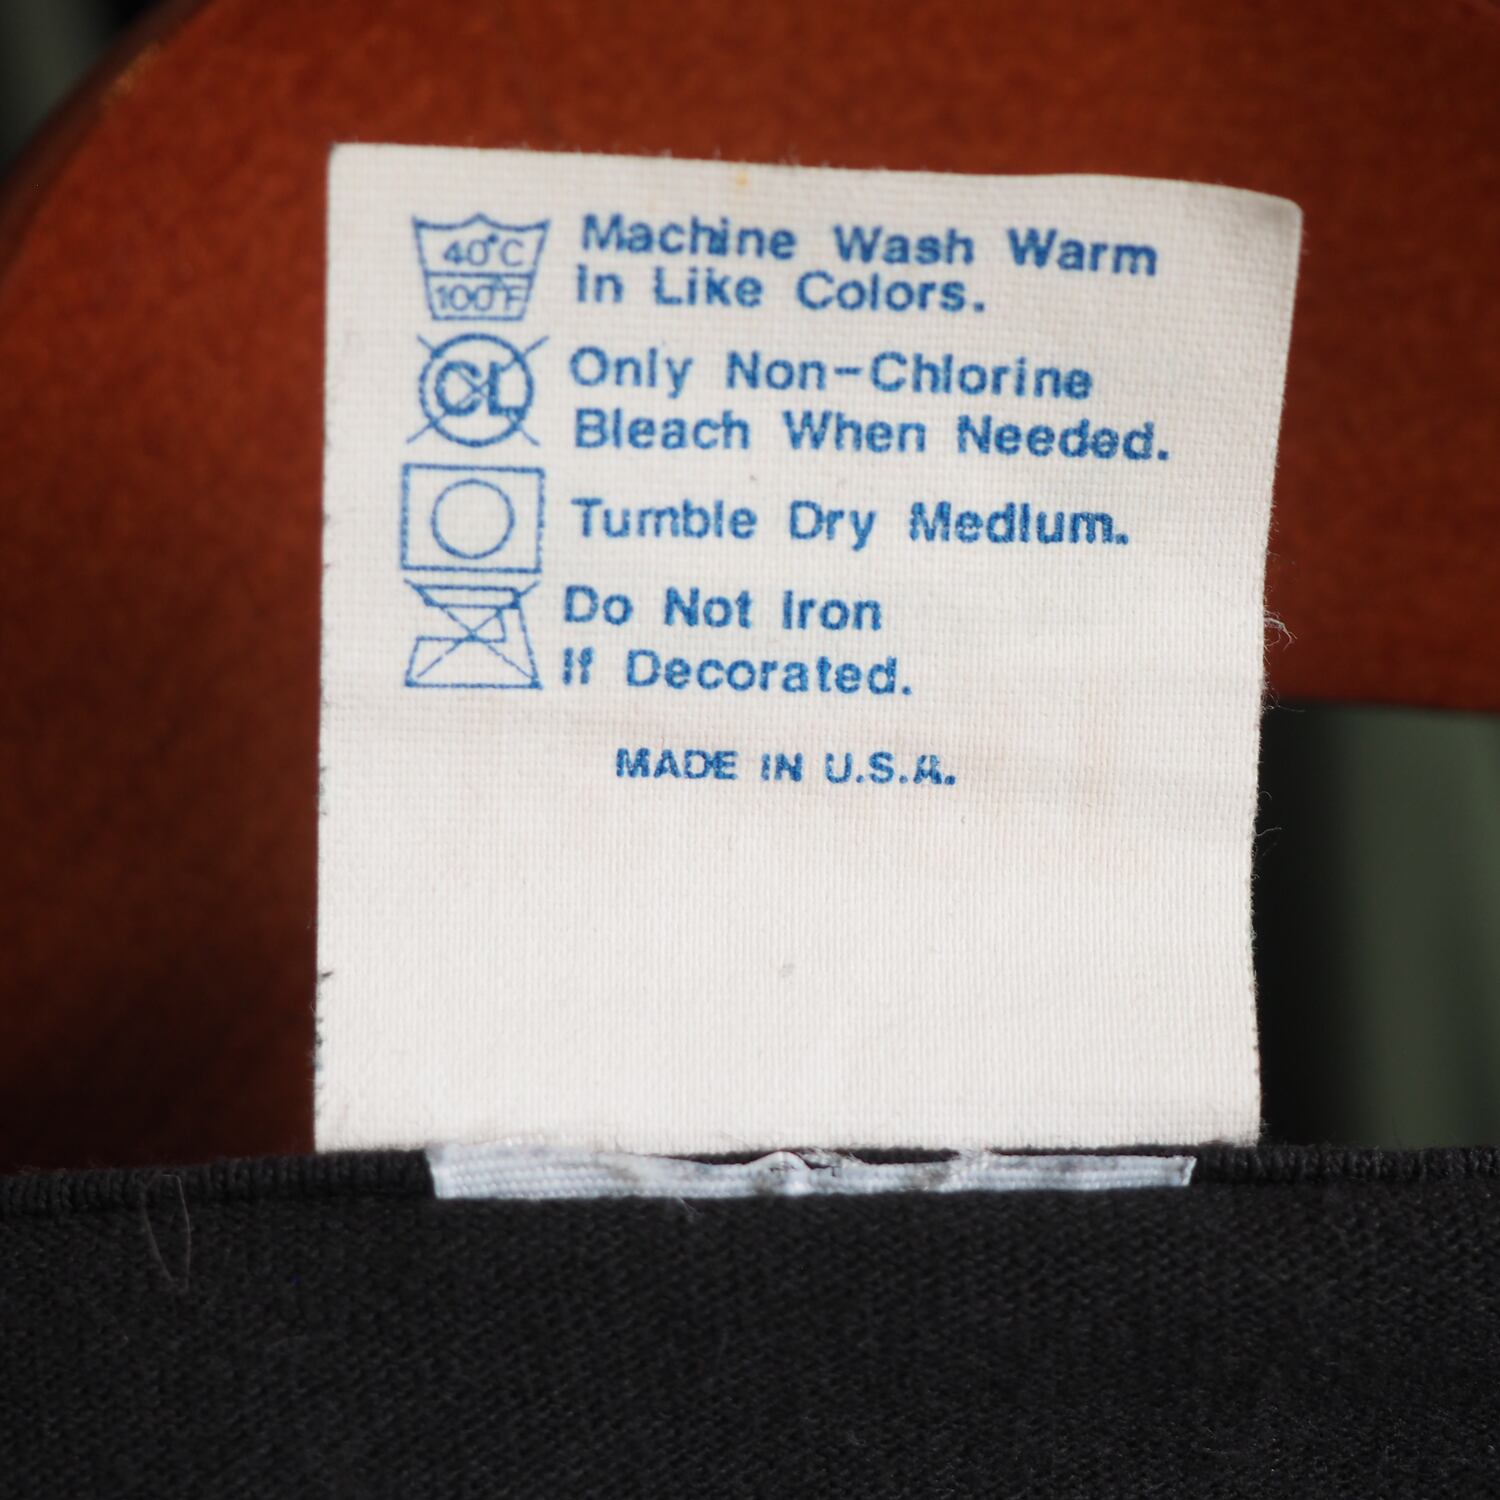 40°C
100°F
Machine Wash Warm
In Like Colors.
CL
Only Non-Chlorine
Bleach When Needed.
Tumble Dry Medium.
Do Not Iron
If Decorated.
MADE IN U.S.A.